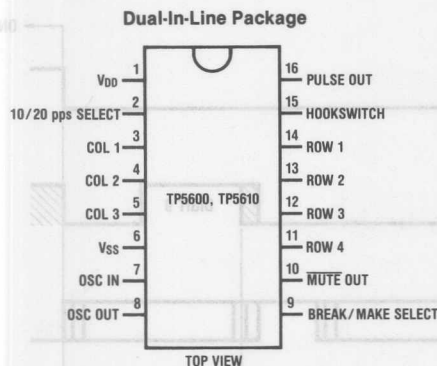 Dual-In-Line Package
1
VDD
2
10/20 pps SELECT
3
COL 1
4
COL 2
5
COL 3
6
VSS
7
OSC IN
8
OSC OUT
TP5600, TP5610
16
PULSE OUT
15
HOOKSWITCH
14
ROW 1
13
ROW 2
12
ROW 3
11
ROW 4
10
MUTE OUT
9
BREAK/MAKE SELECT
TOP VIEW